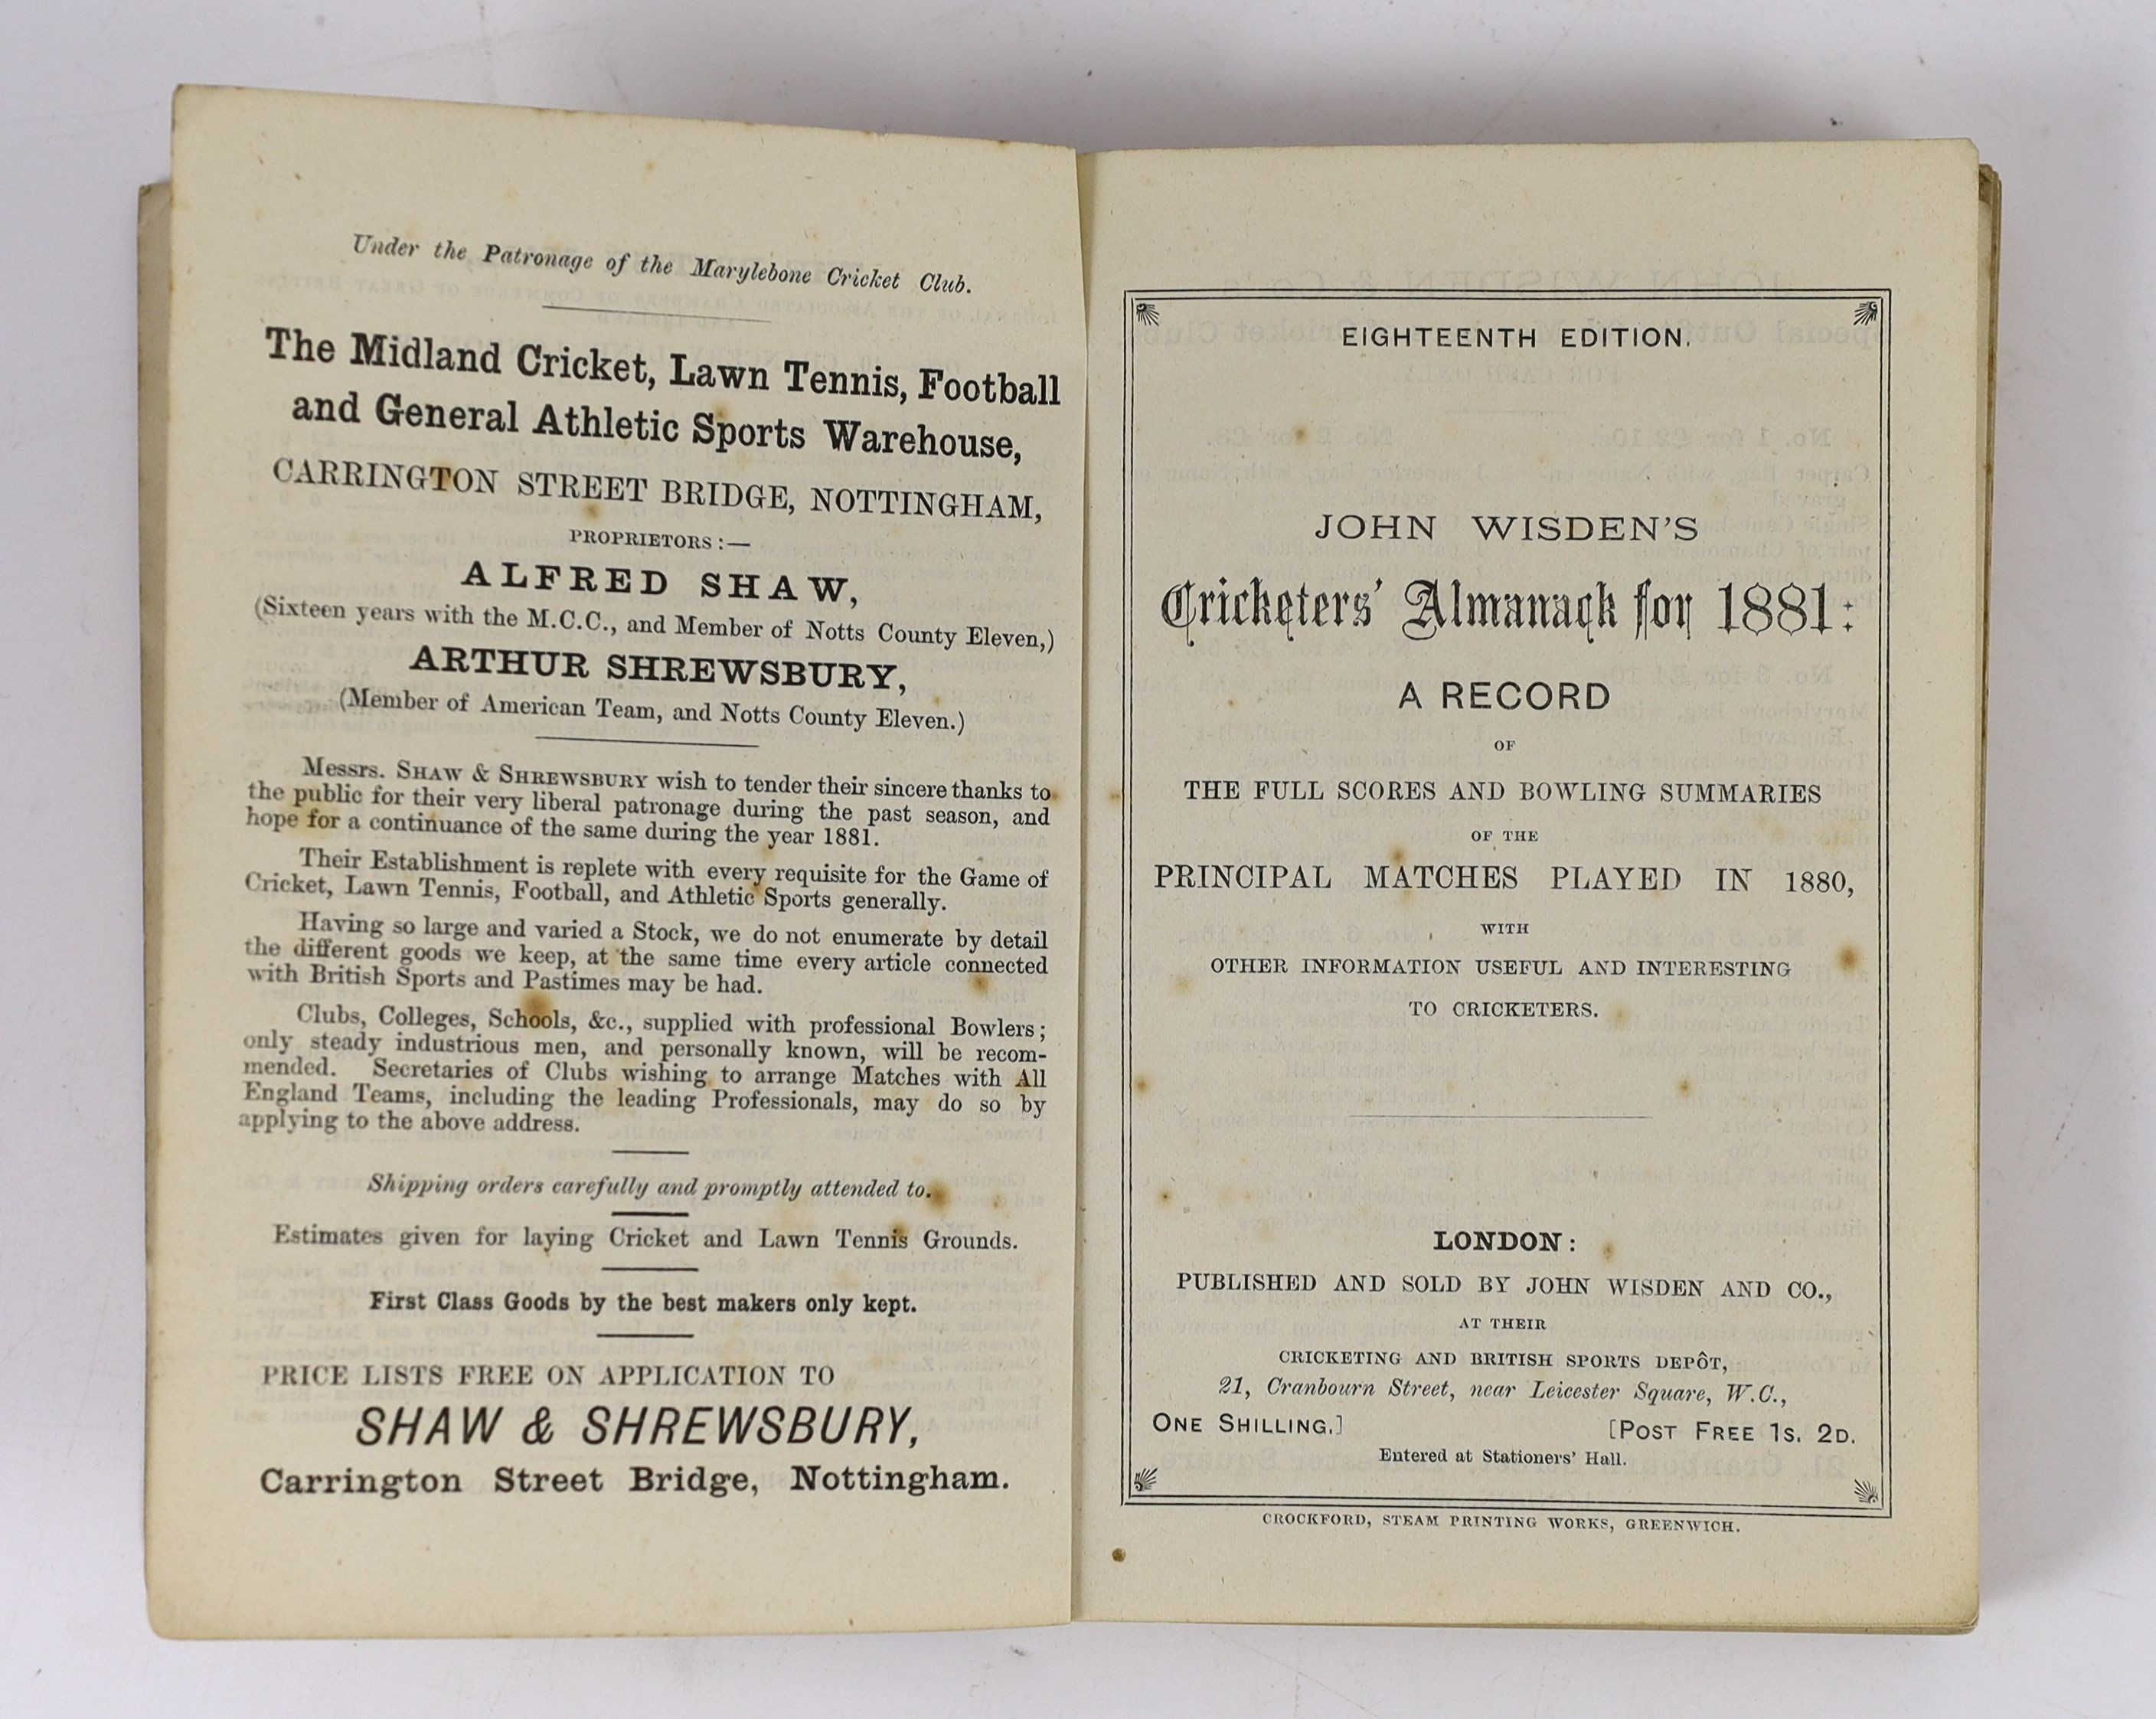 Under the Patronage of the Marylebone Cricket Club.
The Midland Cricket, Lawn Tennis, Football
and General Athletic Sports Warehouse,
CARRINGTON STREET BRIDGE, NOTTINGHAM,
PROPRIETORS :—
ALFRED SHAW,
(Sixteen years with the M.C.C., and Member of Notts County Eleven,)
ARTHUR SHREWSBURY,
(Member of American Team, and Notts County Eleven.)
Messrs. SHAW & SHREWSBURY wish to tender their sincere thanks to
the public for their very liberal patronage during the past season, and
hope for a continuance of the same during the year 1881.
Their Establishment is replete with every requisite for the Game of
Cricket, Lawn Tennis, Football, and Athletic Sports generally.
Having so large and varied a Stock, we do not enumerate by detail
the different goods we keep, at the same time every article connected
with British Sports and Pastimes may be had.
Clubs, Colleges, Schools, &c., supplied with professional Bowlers;
only steady industrious men, and personally known, will be recom-
mended. Secretaries of Clubs wishing to arrange Matches with All
England Teams, including the leading Professionals, may do so by
applying to the above address.
Shipping orders carefully and promptly attended to.
Estimates given for laying Cricket and Lawn Tennis Grounds.
First Class Goods by the best makers only kept.
PRICE LISTS FREE ON APPLICATION TO
SHAW & SHREWSBURY,
Carrington Street Bridge, Nottingham.
EIGHTEENTH EDITION.
JOHN WISDEN'S
Cricketers' Almanack for 1881:
A RECORD
OF
THE FULL SCORES AND BOWLING SUMMARIES
OF THE
PRINCIPAL MATCHES PLAYED IN 1880,
WITH
OTHER INFORMATION USEFUL AND INTERESTING
TO CRICKETERS.
LONDON:
PUBLISHED AND SOLD BY JOHN WISDEN AND CO.,
AT THEIR
CRICKETING AND BRITISH SPORTS DEPÔT,
21, Cranbourn Street, near Leicester Square, W.C.,
ONE SHILLING.] [POST FREE 1S. 2D.
Entered at Stationers' Hall.
CROCKFORD, STEAM PRINTING WORKS, GREENWICH.